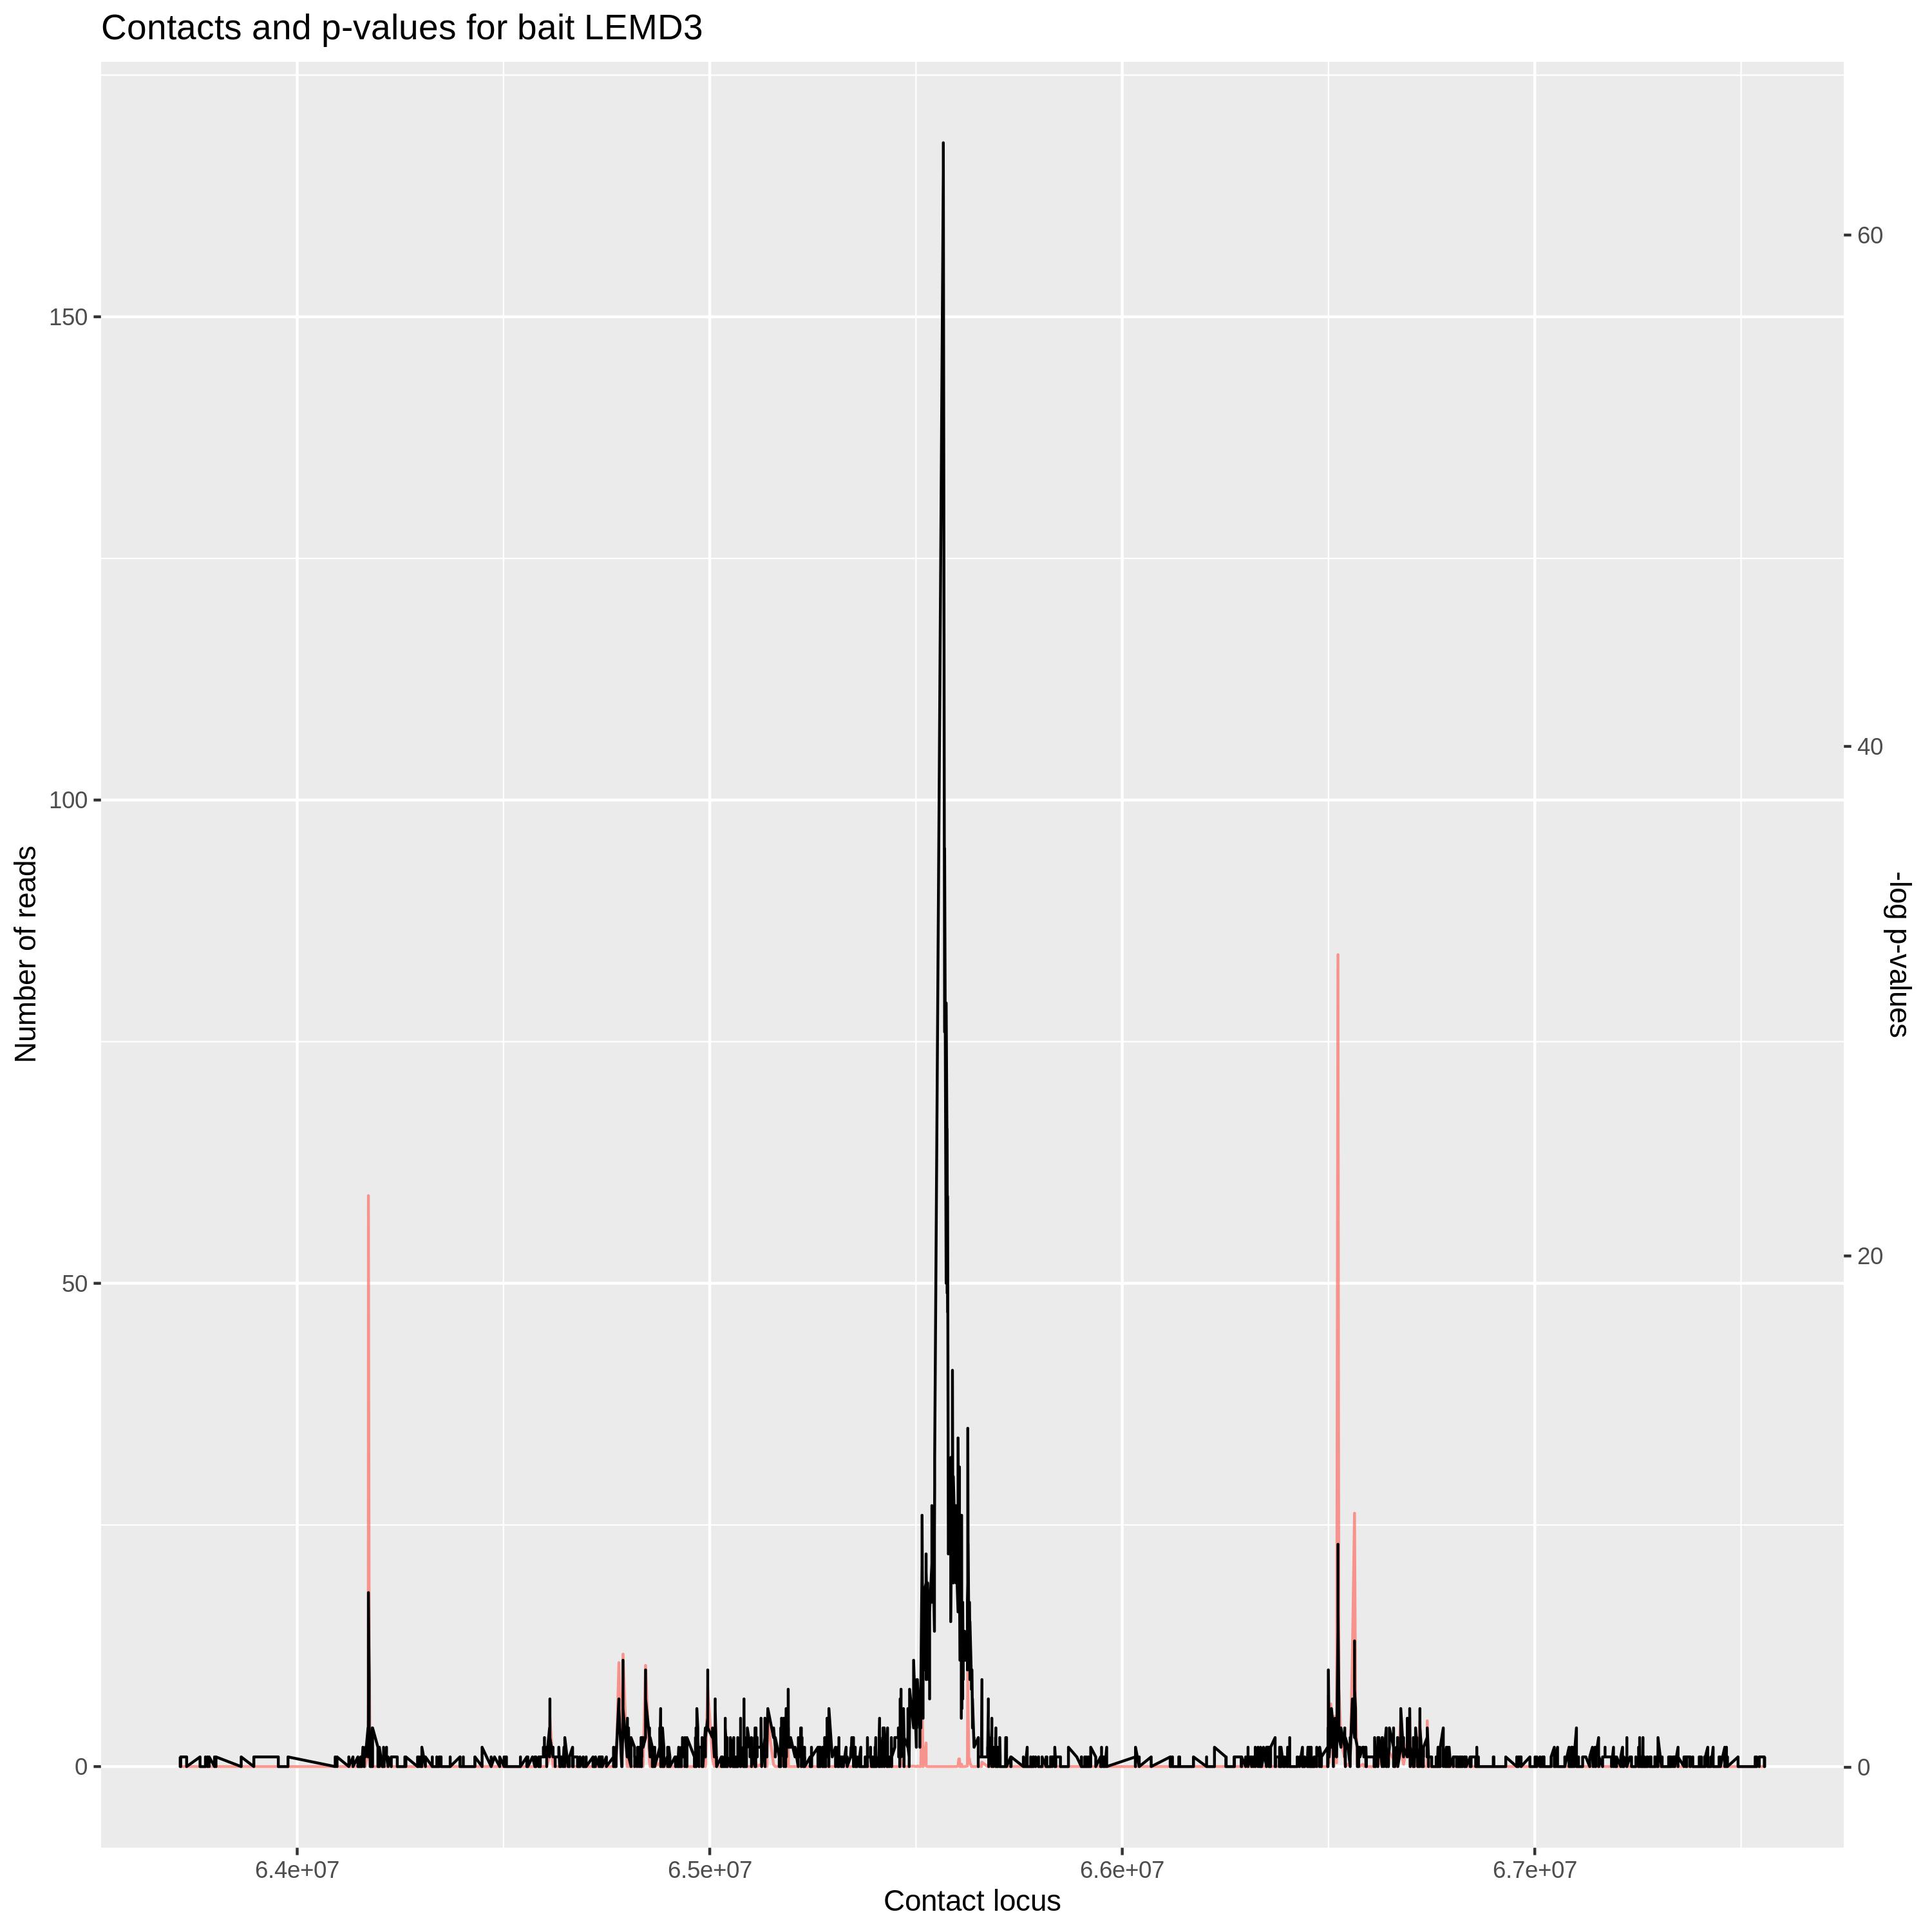 Contacts and p-values for bait LEMD3
Number of reads
150
100
50
0
60
40
20
0
-log p-values
6.4e+07
6.5e+07
6.6e+07
6.7e+07
Contact locus